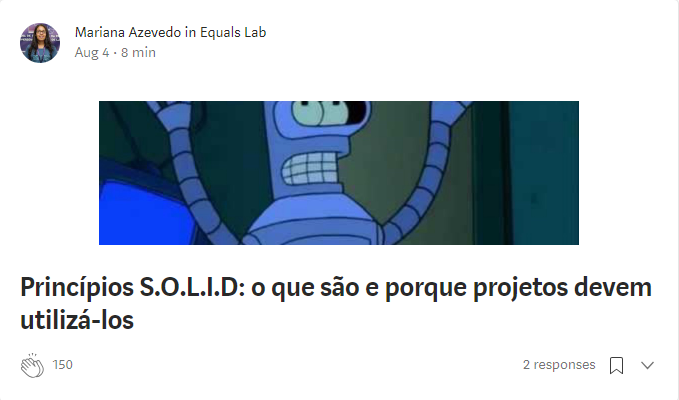 Mariana Azevedo in Equals Lab
Aug 4 · 8 min
Princípios S.O.L.I.D: o que são e porque projetos devem
utilizá-los
150
2 responses